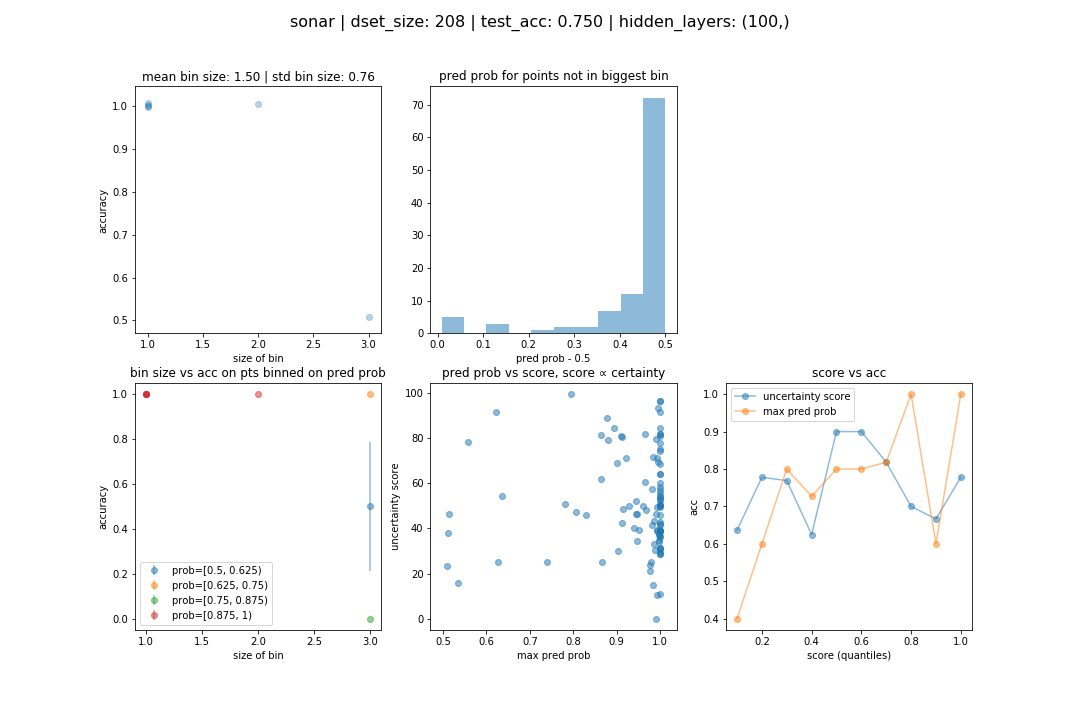 sonar | dset_size: 208 | test_acc: 0.750 | hidden_layers: (100,)
mean bin size: 1.50 | std bin size: 0.76
1.0
0.9
0.8
0.7
0.6
0.5
accuracy
1.0
1.5
2.0
2.5
3.0
size of bin
pred prob for points not in biggest bin
70
60
50
40
30
20
10
0
0.0
0.1
0.2
0.3
0.4
0.5
pred prob - 0.5
bin size vs acc on pts binned on pred prob
1.0
0.8
0.6
0.4
0.2
0.0
accuracy
prob=[0.5, 0.625)
prob=[0.625, 0.75)
prob=[0.75, 0.875)
prob=[0.875, 1)
1.0
1.5
2.0
2.5
3.0
size of bin
pred prob vs score, score ∝ certainty
100
80
60
40
20
0
uncertainty score
0.5
0.6
0.7
0.8
0.9
1.0
max pred prob
score vs acc
uncertainty score
max pred prob
1.0
0.9
0.8
0.7
0.6
0.5
0.4
acc
0.2
0.4
0.6
0.8
1.0
score (quantiles)